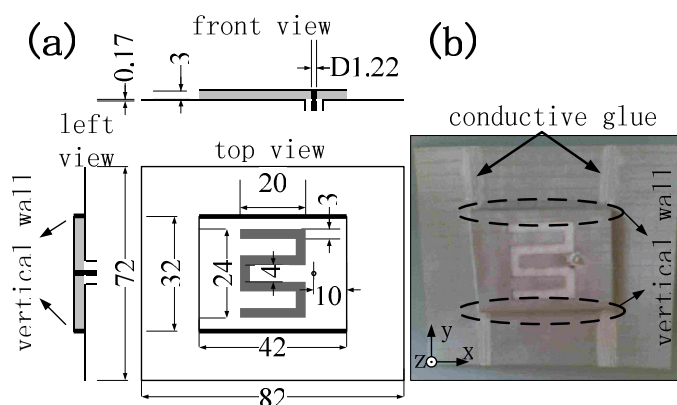 (a)
front view
0.17
3
D1.22
left view
top view
vertical wall
72
32
24
20
3
4
10
42
82
(b)
conductive glue
vertical wall
y
z
x